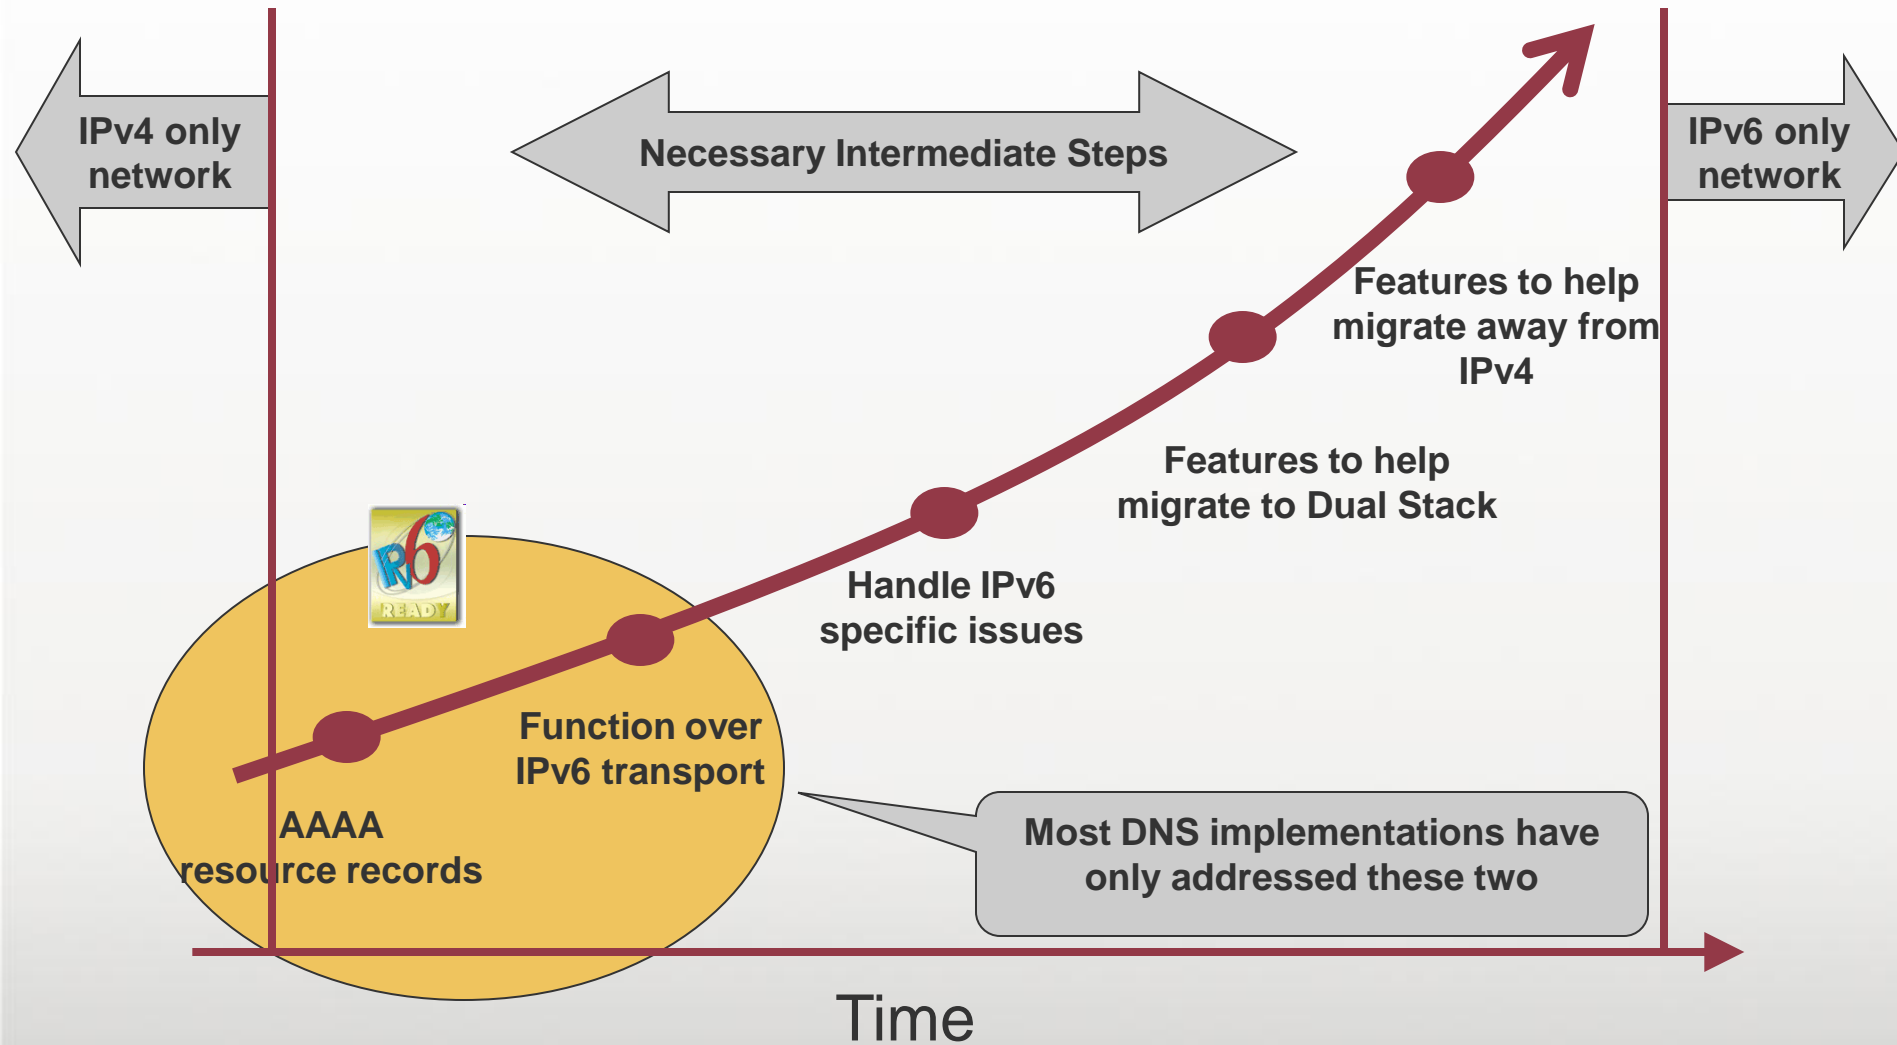 IPv4 only
network
Necessary Intermediate Steps
IPv6 only
network
Features to help
migrate away from
IPv4
Features to help
migrate to Dual Stack
Handle IPv6
specific issues
IPv6
READY
Function over
IPv6 transport
AAAA
resource records
Most DNS implementations have
only addressed these two
Time